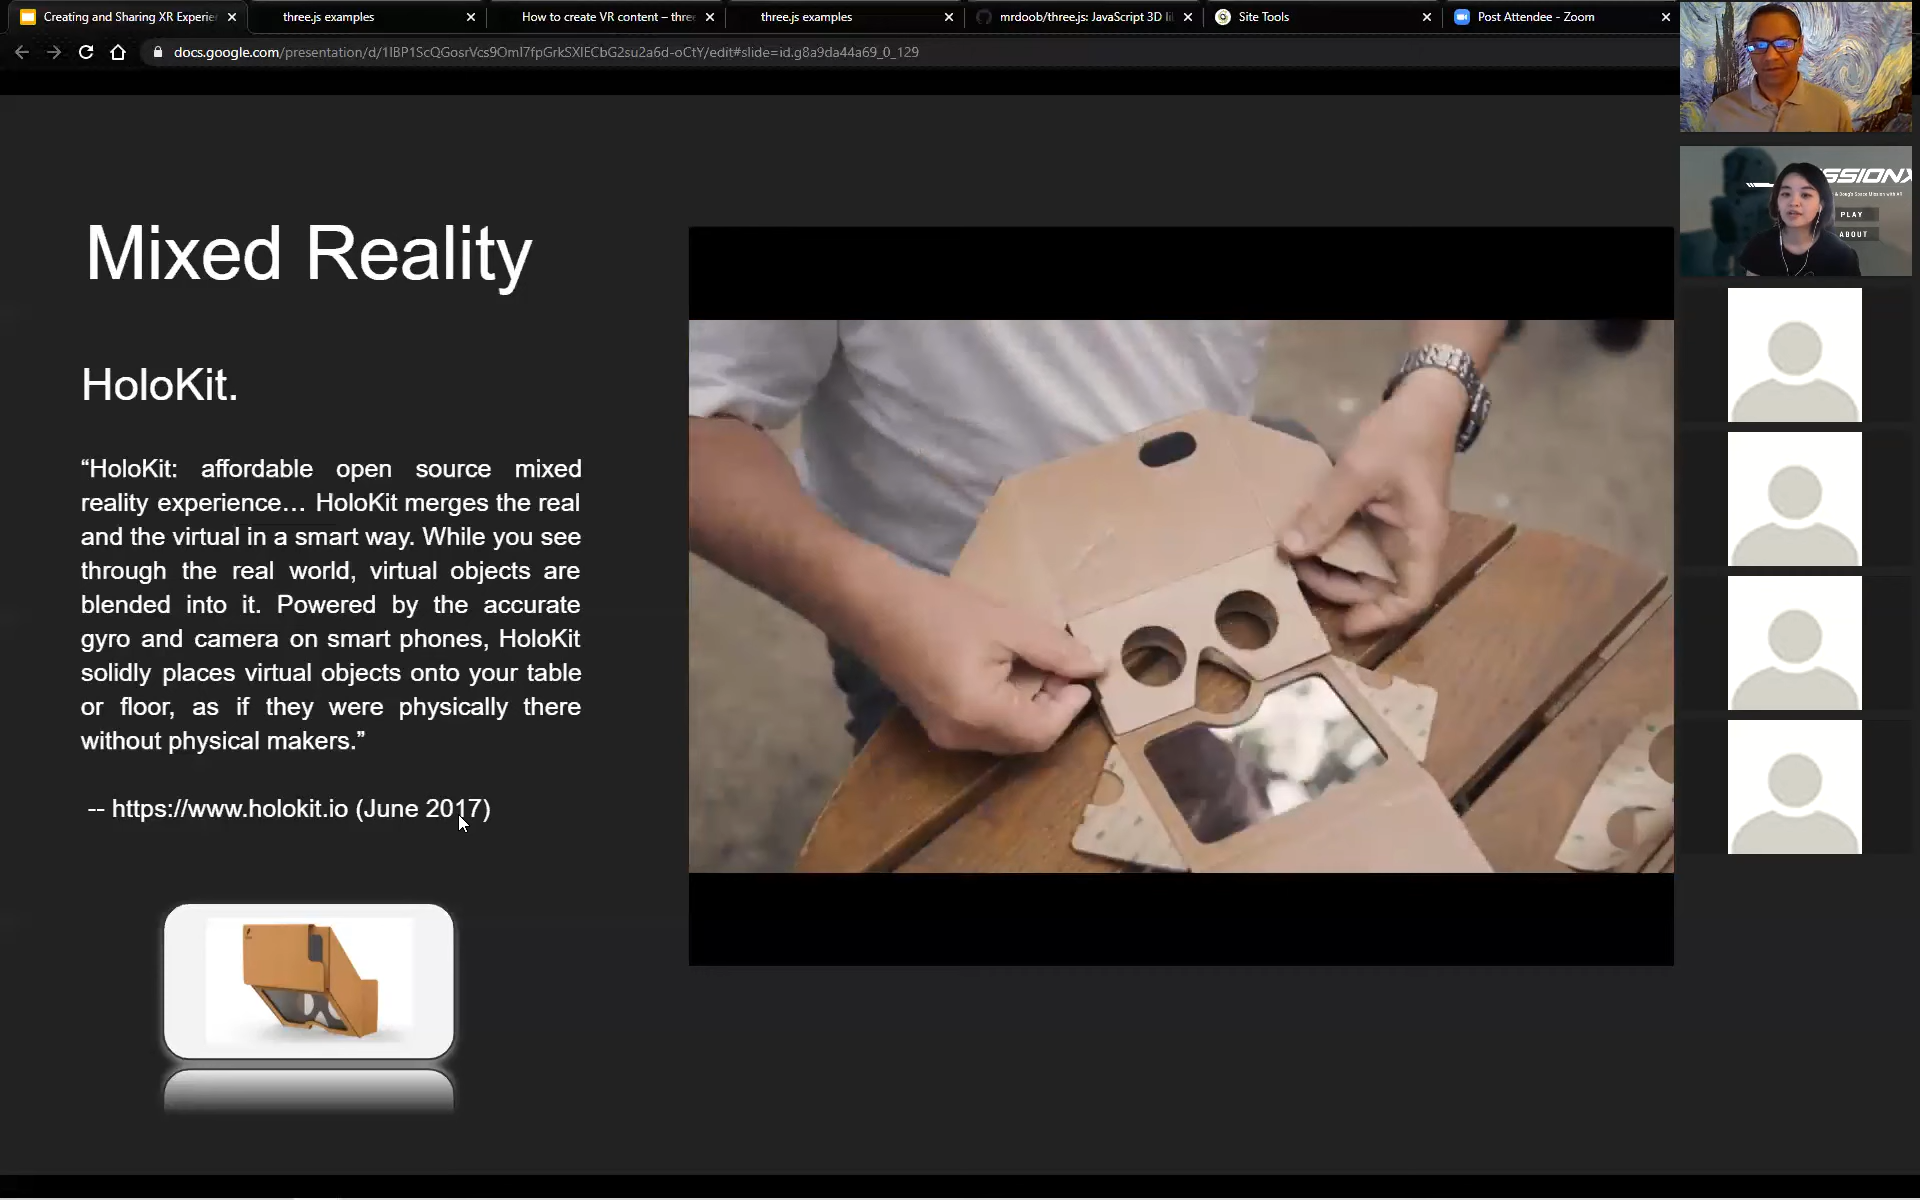 Creating and Sharing XR Experie
three.js examples
How to create VR content – three
three.js examples
mrdoob/three.js: JavaScript 3D li
Site Tools
Post Attendee - Zoom
docs.google.com/presentation/d/1IBP1ScQGosrVcs9OmI7fpGrkSXlECbG2su2a6d-oCtY/edit#slide=id.g8a9da44a69_0_129
SSIONX
PLAY
ABOUT
Mixed Reality
HoloKit.
“HoloKit: affordable open source mixed
reality experience… HoloKit merges the real
and the virtual in a smart way. While you see
through the real world, virtual objects are
blended into it. Powered by the accurate
gyro and camera on smart phones, HoloKit
solidly places virtual objects onto your table
or floor, as if they were physically there
without physical makers.”
-- https://www.holokit.io (June 2017)